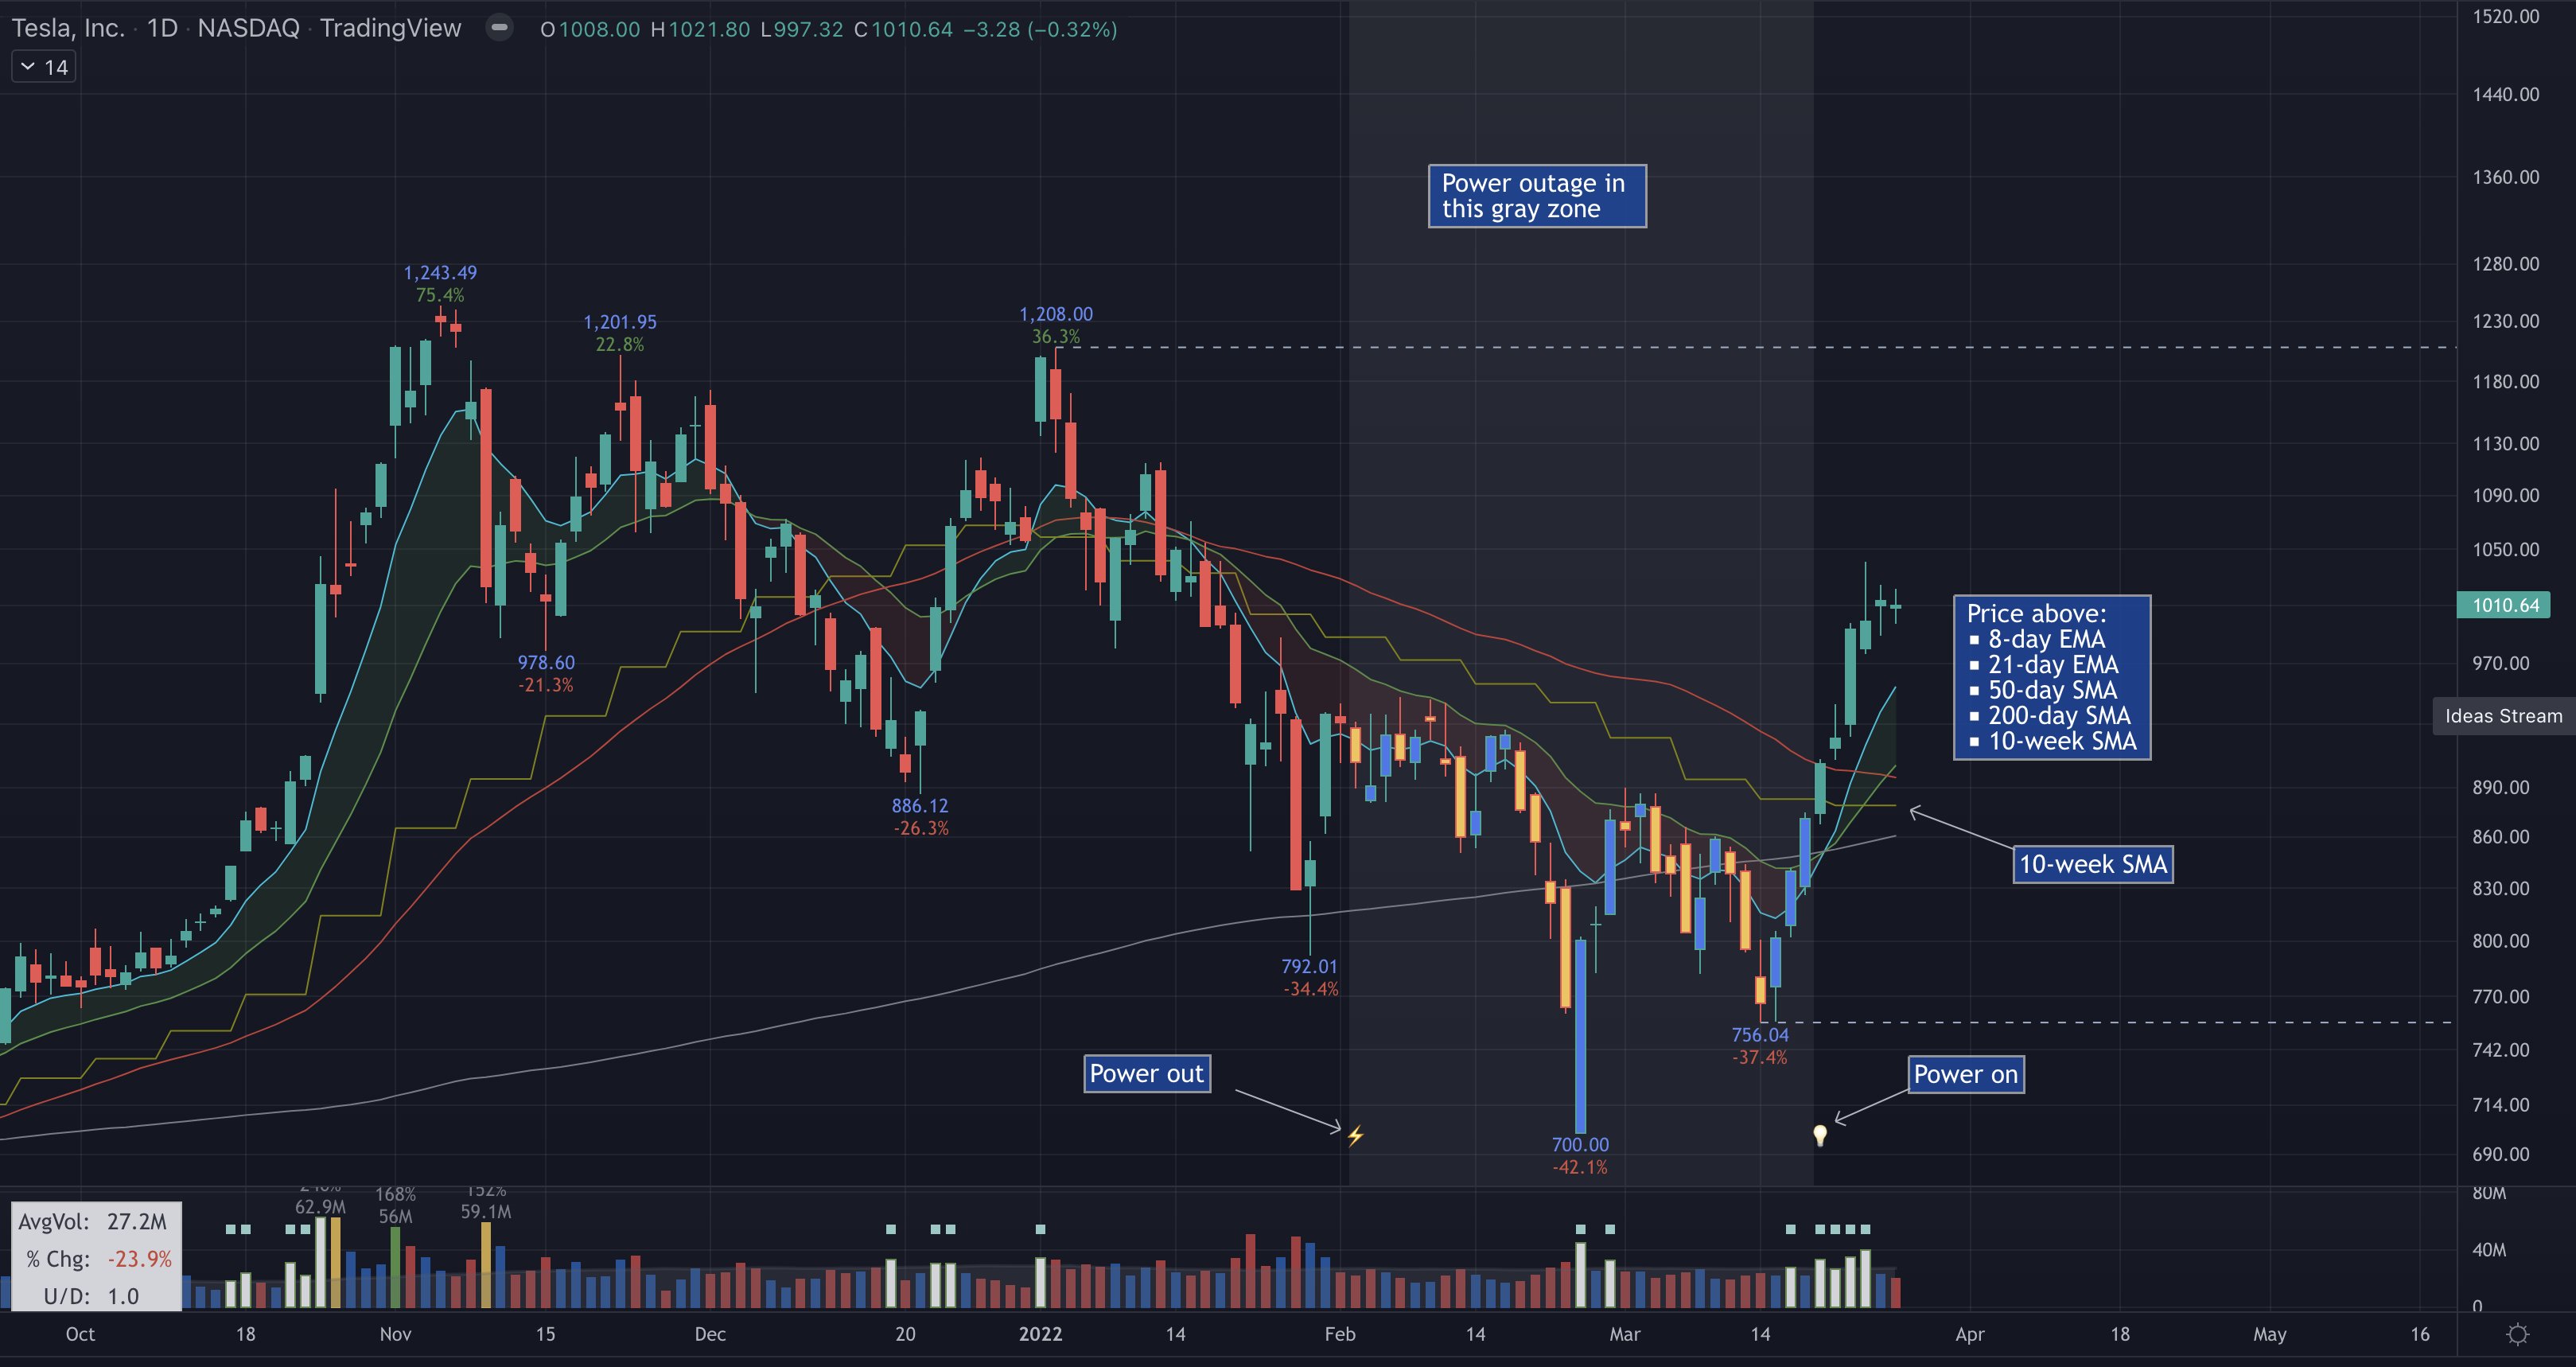 Tesla, Inc. · 1D · NASDAQ · TradingView O1008.00 H1021.80 L997.32 C1010.64 −3.28 (−0.32%)
14
1520.00
1440.00
1360.00
1280.00
1230.00
1180.00
1130.00
1090.00
1050.00
1010.64
970.00
Ideas Stream
890.00
860.00
830.00
800.00
770.00
742.00
714.00
690.00
80M
40M
0
Power outage in
this gray zone
1,243.49
75.4%
1,201.95
22.8%
1,208.00
36.3%
978.60
-21.3%
886.12
-26.3%
792.01
-34.4%
700.00
-42.1%
756.04
-37.4%
Price above:
▪ 8-day EMA
▪ 21-day EMA
▪ 50-day SMA
▪ 200-day SMA
▪ 10-week SMA
10-week SMA
Power out
Power on
62.9M
168%
56M
152%
59.1M
AvgVol: 27.2M
% Chg: -23.9%
U/D: 1.0
Oct 18 Nov 15 Dec 20 2022 14 Feb 14 Mar 14 Apr 18 May 16